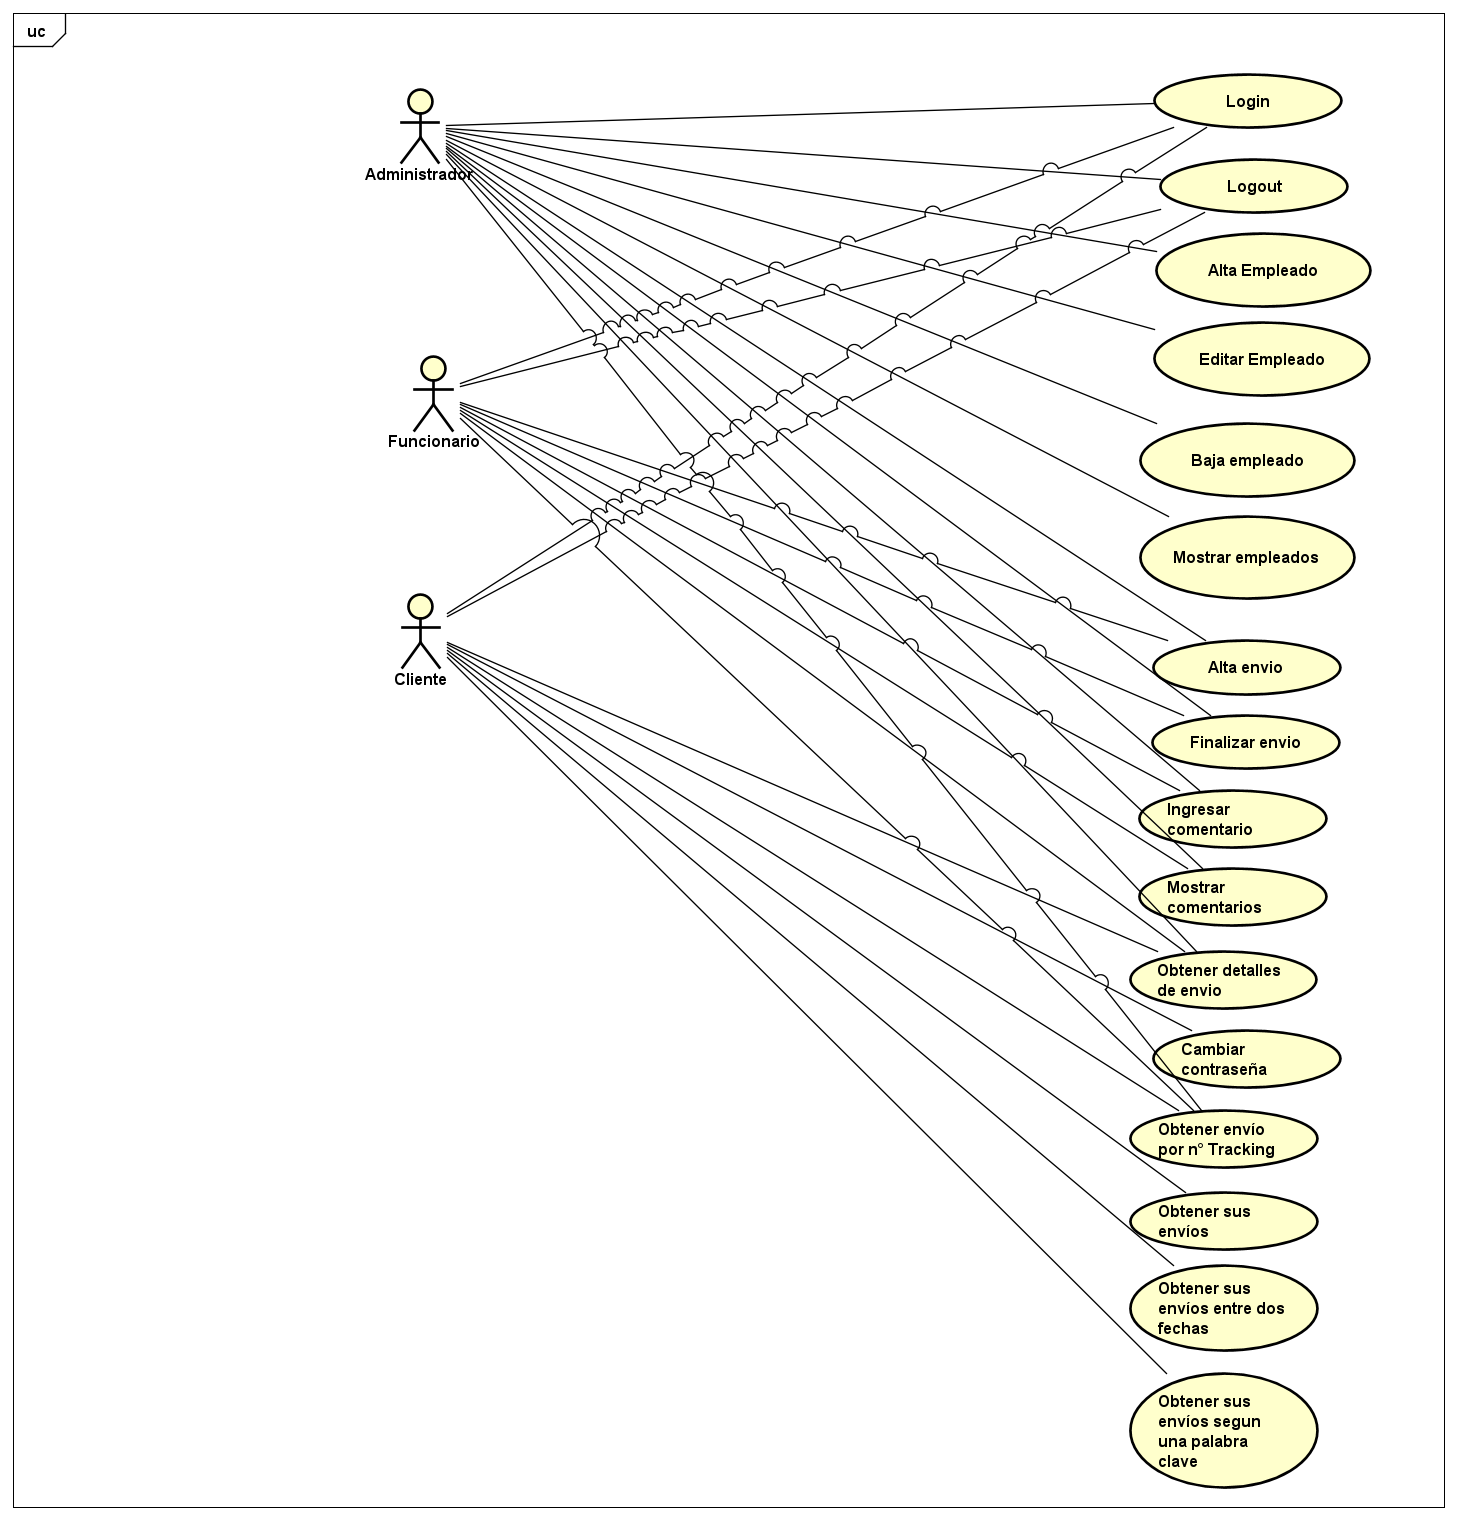 uc
Administrador
Funcionario
Cliente
Login
Logout
Alta Empleado
Editar Empleado
Baja empleado
Mostrar empleados
Alta envio
Finalizar envio
Ingresar
comentario
Mostrar
comentarios
Obtener detalles
de envio
Cambiar
contraseña
Obtener envío
por n° Tracking
Obtener sus
envíos
Obtener sus
envíos entre dos
fechas
Obtener sus
envíos segun
una palabra
clave